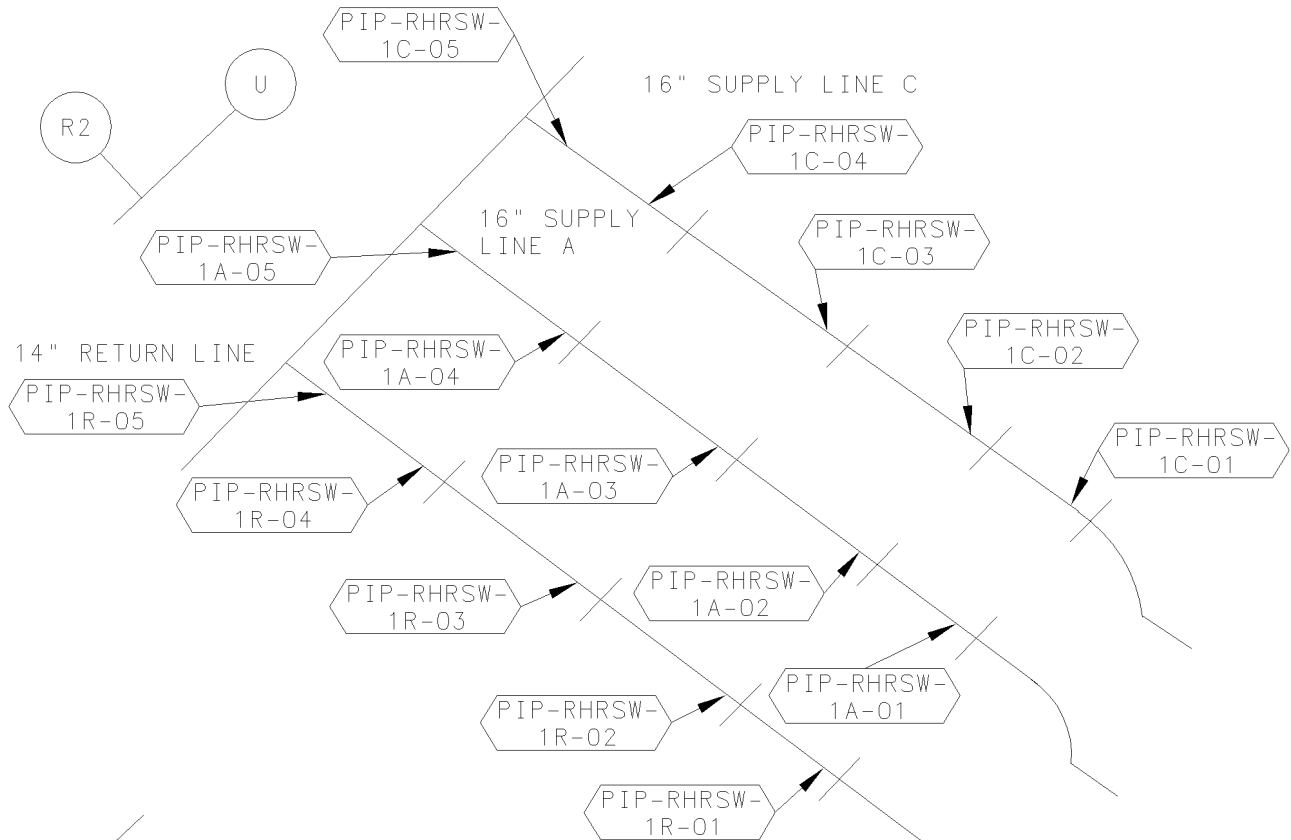 PIP-RHRSW-
1C-05
U
16" SUPPLY LINE C
R2
PIP-RHRSW-
1C-04
16" SUPPLY
LINE A
PIP-RHRSW-
1A-05
PIP-RHRSW-
1C-03
PIP-RHRSW-
1C-02
14" RETURN LINE
PIP-RHRSW-
1A-04
PIP-RHRSW-
1R-05
PIP-RHRSW-
1C-01
PIP-RHRSW-
1A-03
PIP-RHRSW-
1R-04
PIP-RHRSW-
1A-02
PIP-RHRSW-
1R-03
PIP-RHRSW-
1A-01
PIP-RHRSW-
1R-02
PIP-RHRSW-
1R-01